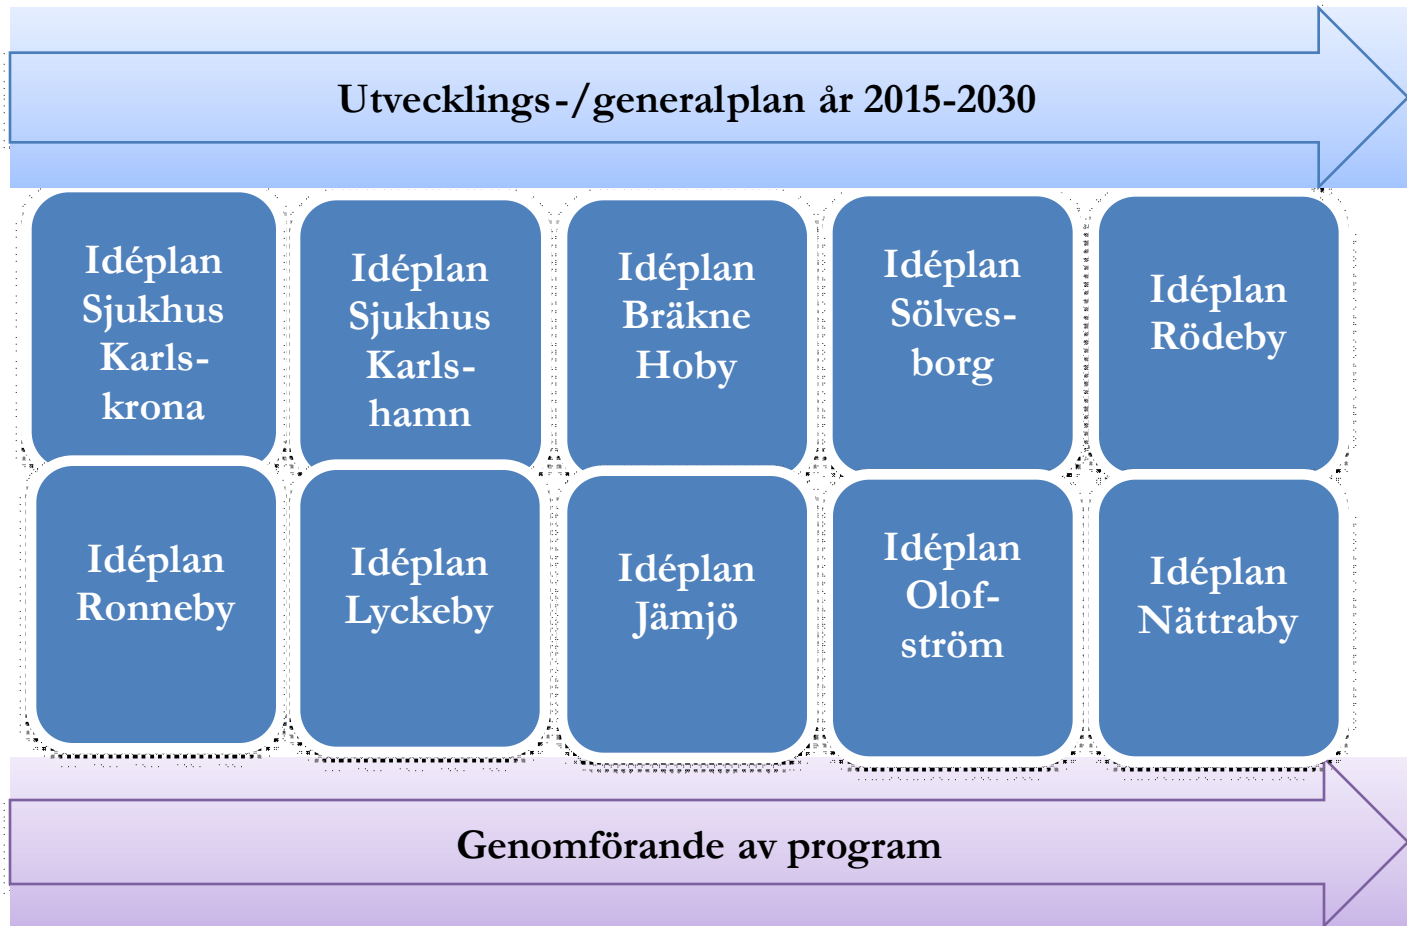 Utvecklings-/generalplan år 2015-2030
Idéplan
Sjukhus
Karls-
krona
Idéplan
Sjukhus
Karls-
hamn
Idéplan
Bräkne
Hoby
Idéplan
Sölves-
borg
Idéplan
Rödeby
Idéplan
Ronneby
Idéplan
Lyckeby
Idéplan
Jämjö
Idéplan
Olof-
ström
Idéplan
Nättraby
Genomförande av program